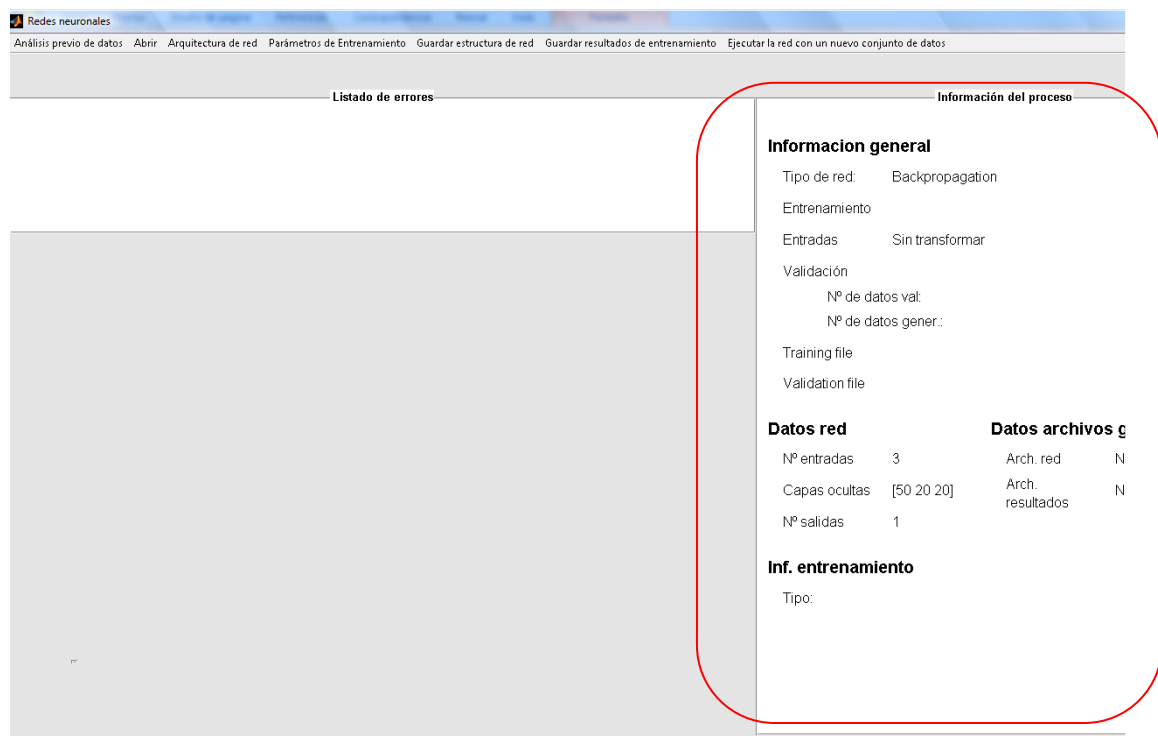 Redes neuronales
Análisis previo de datos Abrir Arquitectura de red Parámetros de Entrenamiento Guardar estructura de red Guardar resultados de entrenamiento Ejecutar la red con un nuevo conjunto de datos
Listado de errores
Información del proceso
Informacion general
Tipo de red: Backpropagation
Entrenamiento
Entradas Sin transformar
Validación
Nº de datos val:
Nº de datos gener.:
Training file
Validation file
Datos red
Nº entradas 3
Capas ocultas [50 20 20]
Nº salidas 1
Datos archivos g
Arch. red N
Arch. resultados N
Inf. entrenamiento
Tipo: